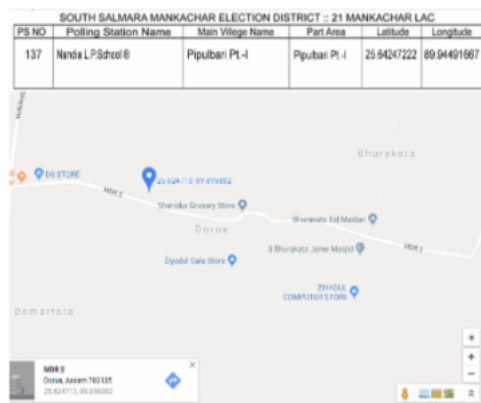 SOUTH SALMARA MANKACHAR ELECTION DISTRICT :: 21 MANKACHAR LAC
PS NO Polling Station Name Main Villege Name Part Area Latitude Longitude
137 Nandia L.P.School Pipulbari Pt.-I Pipulbari Pt.-I 25.64247222 89.94491667
Bhurakata
DG STORE
MDR 2
Grosary Store
Dorua
Bhurakata Eid Maidan
Ziyadul Gala Store
B Bhurakata Jame Masjid
MDR 2
ZIYADUL
COMPUTER STORE
Domartola
MDR 2
Dorua, Assam 783135